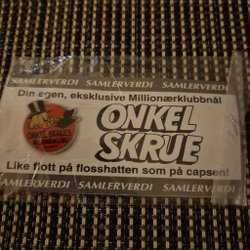 SAMLERVERDI SAMLERVERDI SAMLERVERDI
Din egen, eksklusive Millionærklubbnål
ONKEL SKRUES
ONKEL
SKRUE
Like flott på flosshatten som på capsen!
SAMLERVERDI SAMLERVERDI SAMLERVERDI